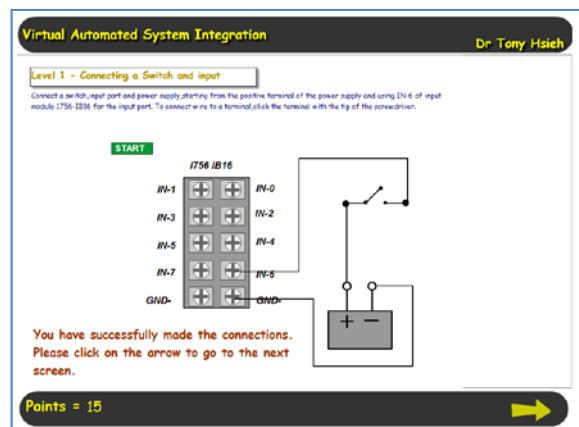 Virtual Automated System Integration
Dr Tony Hsieh
Level 1 - Connecting a Switch and input
Connect a switch,input port and power supply,starting from the positive terminal of the power supply and using IN-6 of input
module 1756-IB16 for the input port. To connect wire to a terminal,click the terminal with the tip of the screwdriver.
START
1756 IB16
IN-1 IN-0
IN-3 IN-2
IN-5 IN-4
IN-7 IN-6
GND- GND-
+ −
You have successfully made the connections.
Please click on the arrow to go to the next
screen.
Points = 15